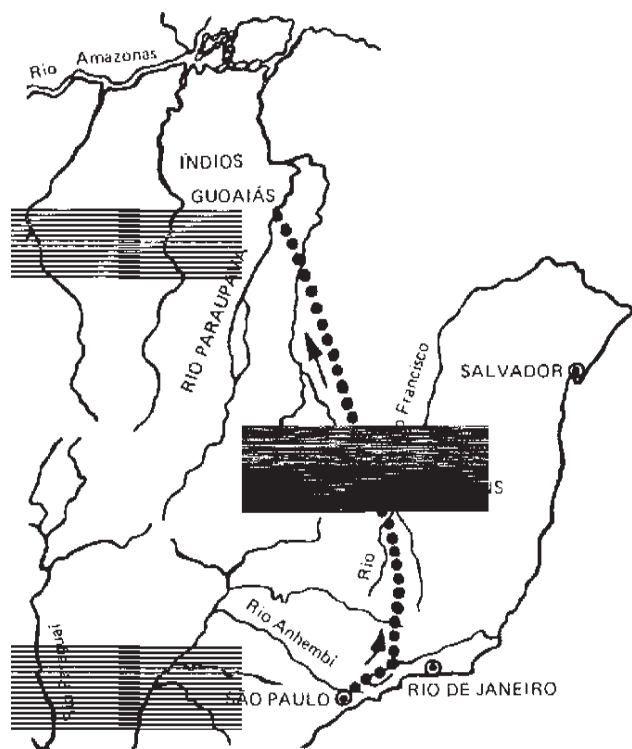 Rio Amazonas
ÍNDIOS
GUOAIÁS
RIO PARAUPAVA
Francisco
SALVADOR
Rio
Rio Anhembi
SÃO PAULO
RIO DE JANEIRO